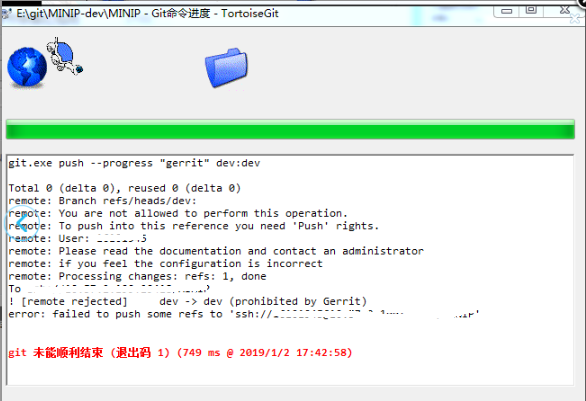 E:\git\MINIP-dev\MINIP - Git命令进度 - TortoiseGit
git.exe push --progress "gerrit" dev:dev
Total 0 (delta 0), reused 0 (delta 0)
remote: Branch refs/heads/dev:
remote: You are not allowed to perform this operation.
remote: To push into this reference you need 'Push' rights.
remote: User:
remote: Please read the documentation and contact an administrator
remote: if you feel the configuration is incorrect
remote: Processing changes: refs: 1, done
To
! [remote rejected] dev -> dev (prohibited by Gerrit)
error: failed to push some refs to 'ssh://
git 未能顺利结束 (退出码 1) (749 ms @ 2019/1/2 17:42:58)